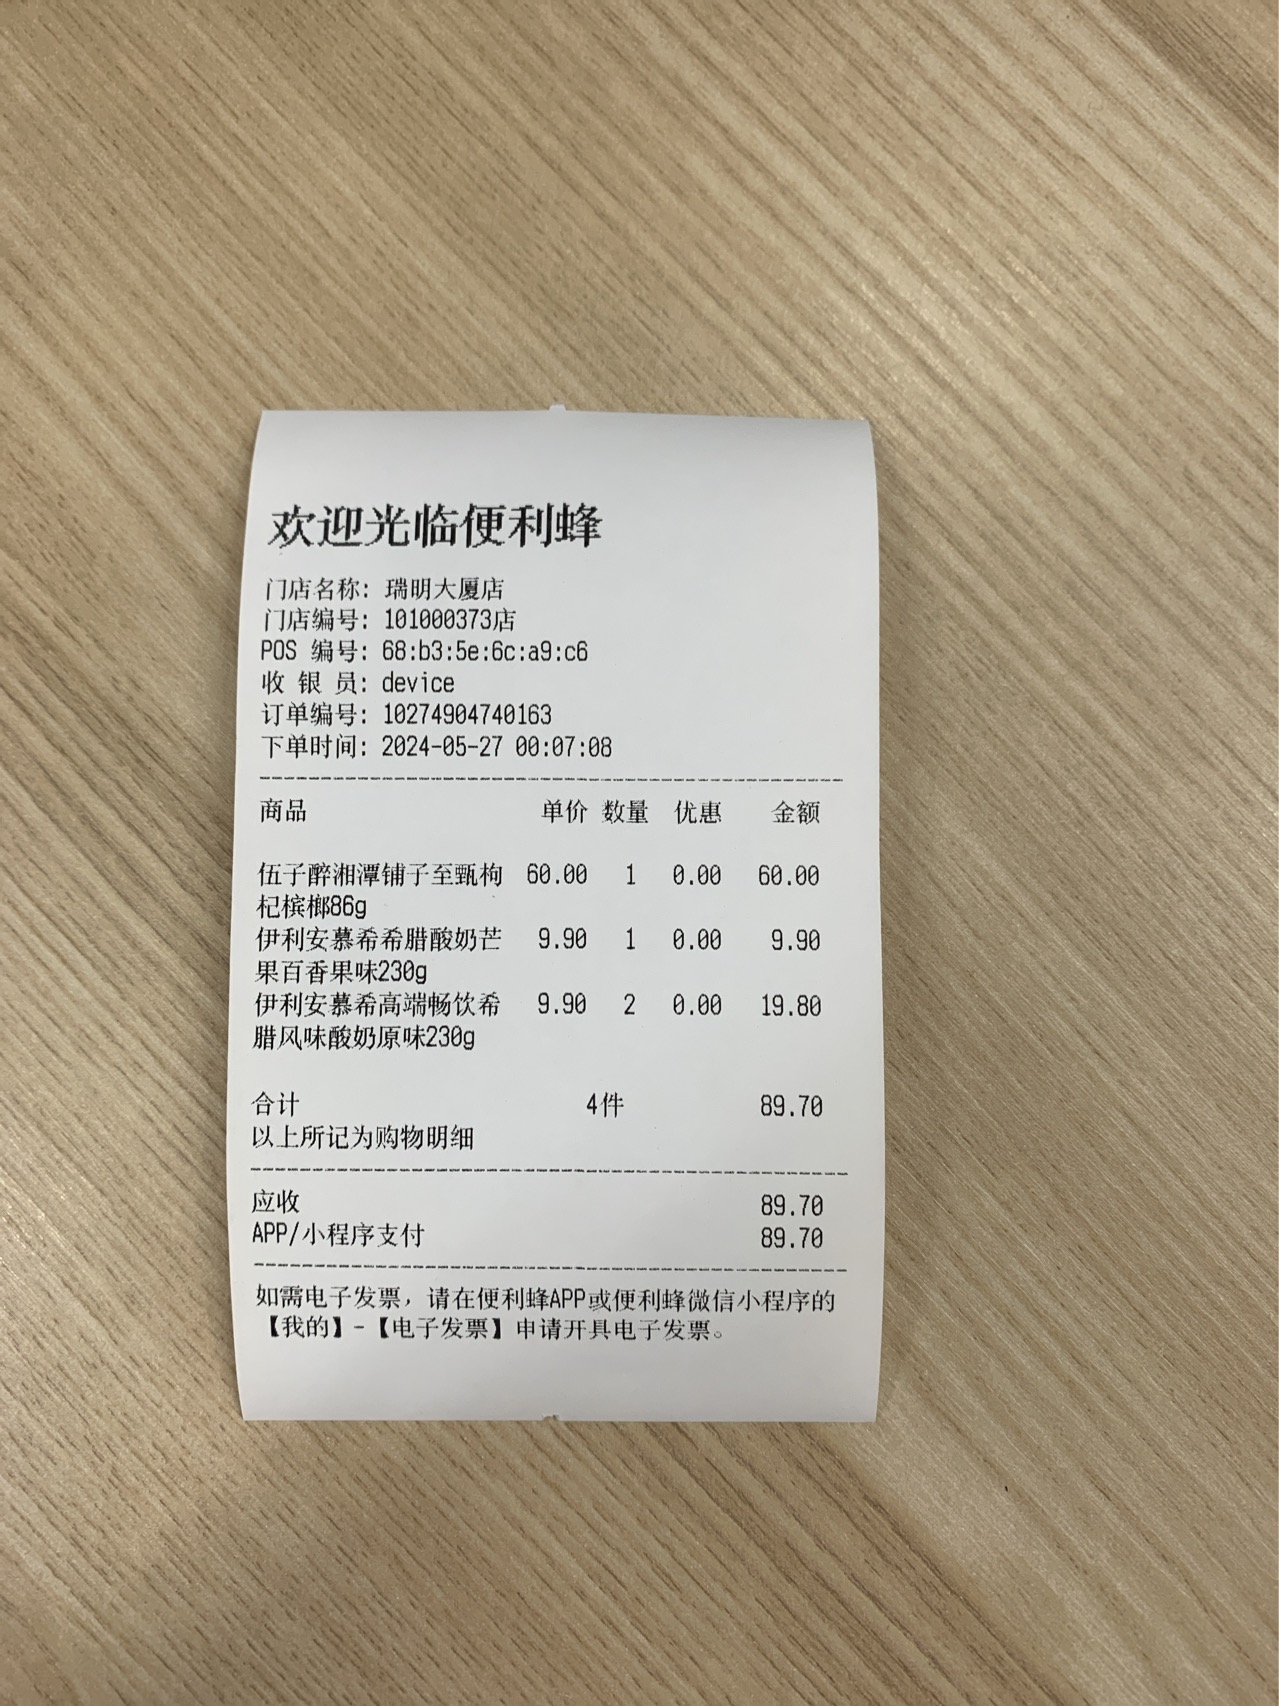 欢迎光临便利蜂
门店名称: 瑞明大厦店
门店编号: 101000373店
POS 编号: 68:b3:5e:6c:a9:c6
收 银 员: device
订单编号: 10274904740163
下单时间: 2024-05-27 00:07:08
商品 单价 数量 优惠 金额
伍子醉湘潭铺子至甄枸 60.00 1 0.00 60.00
杞槟榔86g
伊利安慕希希腊酸奶芒 9.90 1 0.00 9.90
果百香果味230g
伊利安慕希高端畅饮希 9.90 2 0.00 19.80
腊风味酸奶原味230g
合计 4件 89.70
以上所记为购物明细
应收 89.70
APP/小程序支付 89.70
如需电子发票，请在便利蜂APP或便利蜂微信小程序的
【我的】-【电子发票】申请开具电子发票。